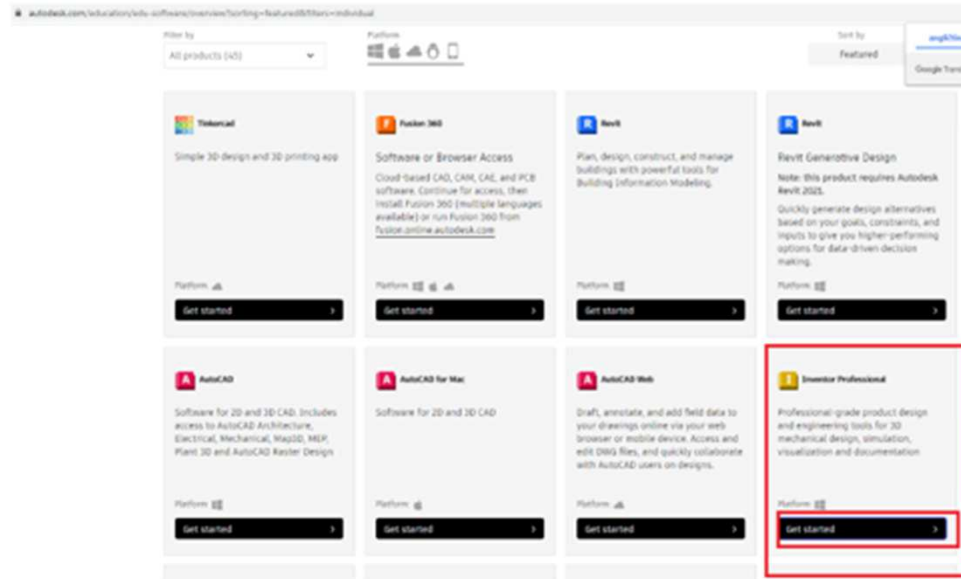 autodesk.com/education/edu-software/overview?sorting=featured&filters=individual
Filter by
All products (45)
Platform
Sort by
Featured
Google
Tinkercad
Simple 3D design and 3D printing app
Platform
Get started
Fusion 360
Software or Browser Access
Cloud-based CAD, CAM, CAE, and PCB
software. Continue for access, then
install Fusion 360 (multiple languages
available) or run Fusion 360 from
fusion.online.autodesk.com
Platform
Get started
Revit
Plan, design, construct, and manage
buildings with powerful tools for
Building Information Modeling.
Platform
Get started
Revit
Revit Generative Design
Note: this product requires Autodesk
Revit 2021.
Quickly generate design alternatives
based on your goals, constraints, and
inputs to give you higher-performing
options for data-driven decision
making.
Platform
Get started
AutoCAD
Software for 2D and 3D CAD. Includes
access to AutoCAD Architecture,
Electrical, Mechanical, Map3D, MEP,
Plant 3D and AutoCAD Raster Design
Platform
Get started
AutoCAD for Mac
Software for 2D and 3D CAD
Platform
Get started
AutoCAD Web
Draft, annotate, and add field data to
your drawings online via your web
browser or mobile device. Access and
edit DWG files, and quickly collaborate
with AutoCAD users on designs.
Platform
Get started
Inventor Professional
Professional-grade product design
and engineering tools for 3D
mechanical design, simulation,
visualization and documentation
Platform
Get started